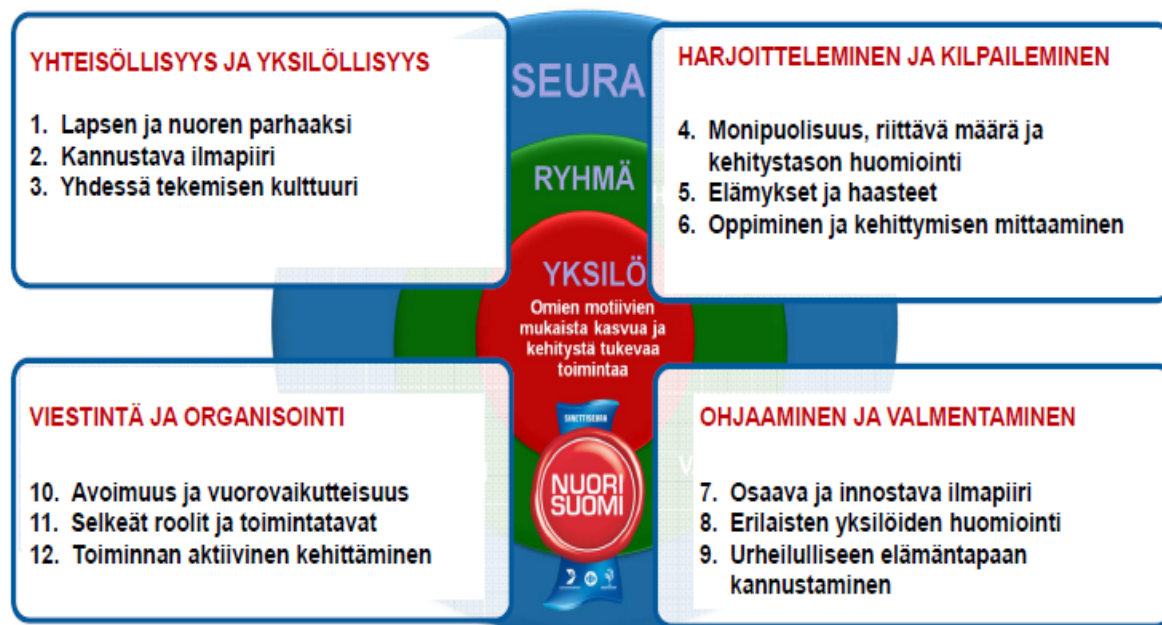 YHTEISÖLLISYYS JA YKSILÖLLISYYS
1. Lapsen ja nuoren parhaaksi
2. Kannustava ilmapiiri
3. Yhdessä tekemisen kulttuuri
SEURA
RYHMÄ
YKSILÖ
Omien motiivien
mukaista kasvua ja
kehitystä tukevaa
toimintaa
HARJOITTELEMINEN JA KILPAILEMINEN
4. Monipuolisuus, riittävä määrä ja
kehitystason huomiointi
5. Elämykset ja haasteet
6. Oppiminen ja kehittymisen mittaaminen
VIESTINTÄ JA ORGANISOINTI
10. Avoimuus ja vuorovaikutteisuus
11. Selkeät roolit ja toimintatavat
12. Toiminnan aktiivinen kehittäminen
SINETTISEURA
NUORI
SUOMI
OHJAAMINEN JA VALMENTAMINEN
7. Osaava ja innostava ilmapiiri
8. Erilaisten yksilöiden huomiointi
9. Urheilulliseen elämäntapaan
kannustaminen